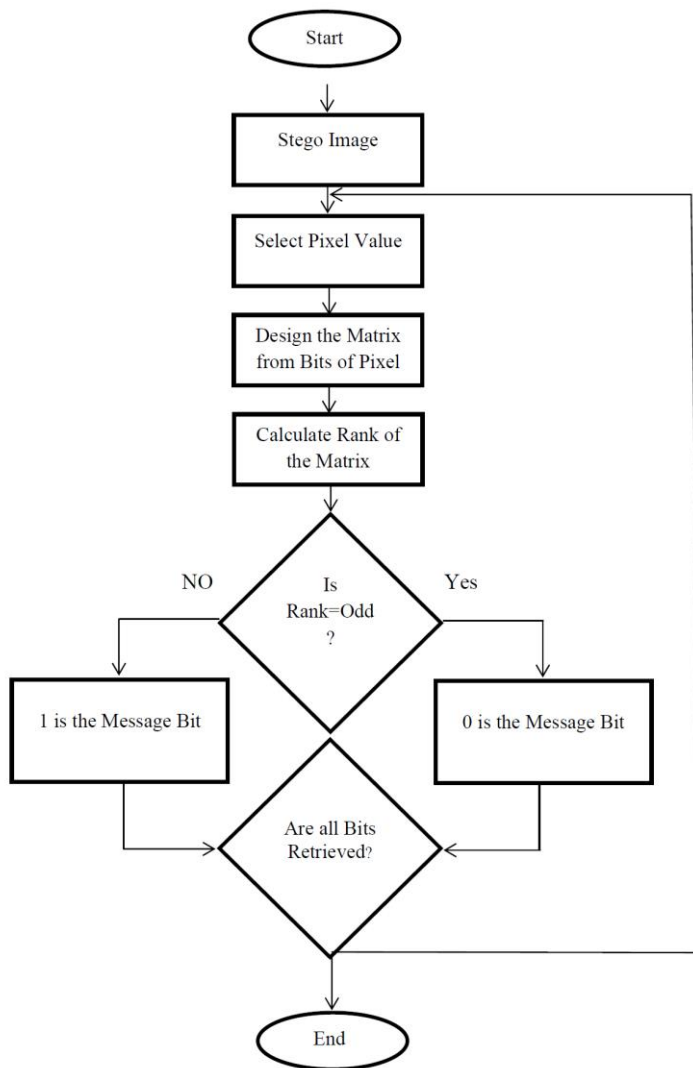 Start
Stego Image
Select Pixel Value
Design the Matrix
from Bits of Pixel
Calculate Rank of
the Matrix
NO
Is
Rank=Odd
?
Yes
1 is the Message Bit
0 is the Message Bit
Are all Bits
Retrieved?
End